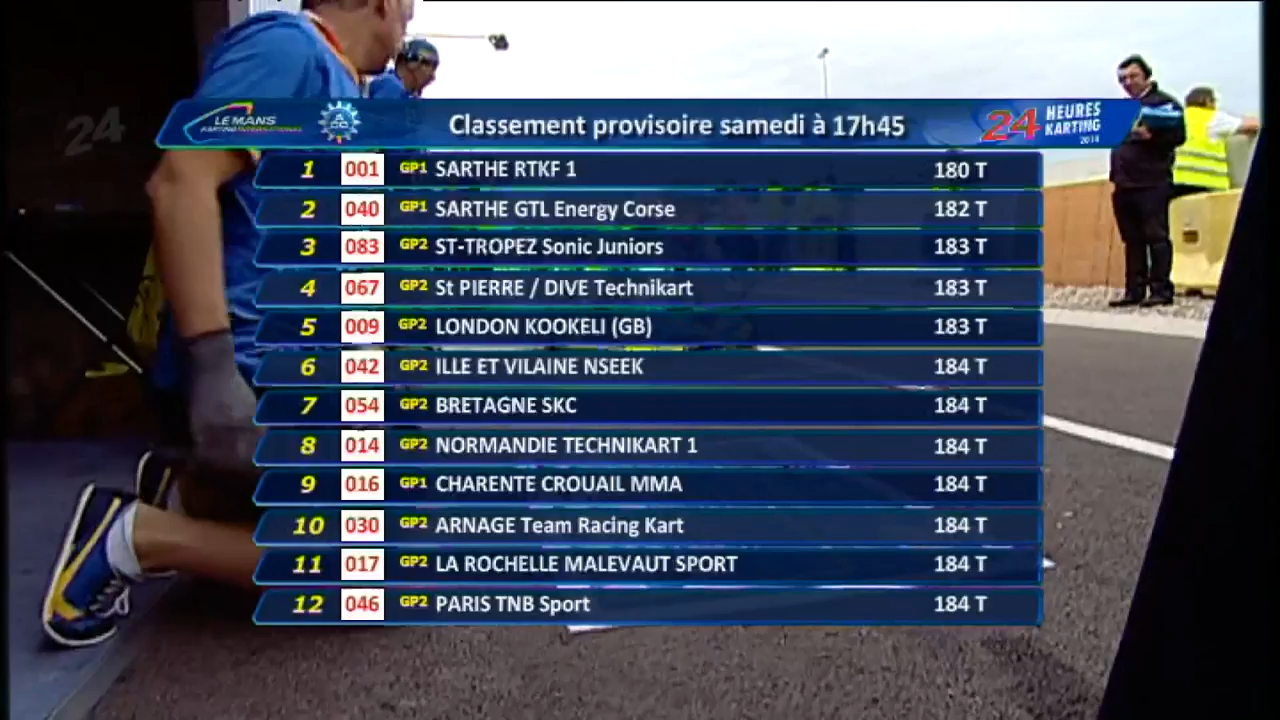 24
LE MANS
KARTING INTERNATIONAL
ACO
Classement provisoire samedi à 17h45
24 HEURES
KARTING
2014
1 001 GP1 SARTHE RTKF 1 180 T
2 040 GP1 SARTHE GTL Energy Corse 182 T
3 083 GP2 ST-TROPEZ Sonic Juniors 183 T
4 067 GP2 St PIERRE / DIVE Technikart 183 T
5 009 GP2 LONDON KOOKELI (GB) 183 T
6 042 GP2 ILLE ET VILAINE NSEEK 184 T
7 054 GP2 BRETAGNE SKC 184 T
8 014 GP2 NORMANDIE TECHNIKART 1 184 T
9 016 GP1 CHARENTE CROUAIL MMA 184 T
10 030 GP2 ARNAGE Team Racing Kart 184 T
11 017 GP2 LA ROCHELLE MALEVAUT SPORT 184 T
12 046 GP2 PARIS TNB Sport 184 T